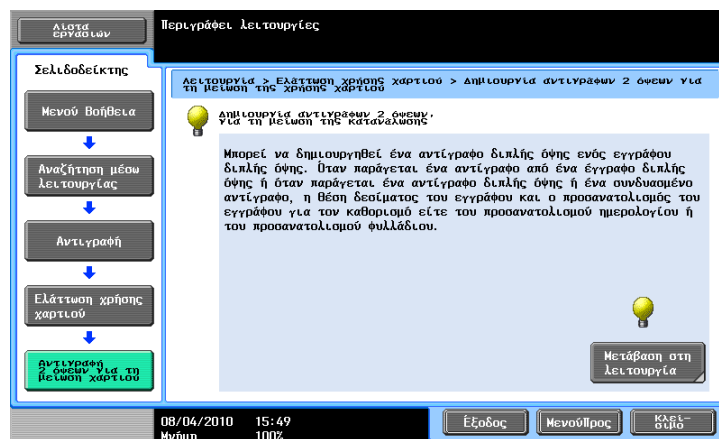 Λίστα
εργασιών
Περιγράφει λειτουργίες
Σελιδοδείκτης
Μενού Βοήθεια
Αναζήτηση μέσω
λειτουργίας
Αντιγραφή
Ελάττωση χρήσης
χαρτιού
Αντιγραφή
2 όψεων για τη
μείωση χαρτιού
Λειτουργία > Ελάττωση χρήσης χαρτιού > Δημιουργία αντιγράφων 2 όψεων για
τη μείωση της χρήσης χαρτιού
Δημιουργία αντιγράφων 2 όψεων,
για τη μείωση της κατανάλωσης
Μπορεί να δημιουργηθεί ένα αντίγραφο διπλής όψης ενός εγγράφου
διπλής όψης. Όταν παράγεται ένα αντίγραφο από ένα έγγραφο διπλής
όψης ή όταν παράγεται ένα αντίγραφο διπλής όψης ή ένα συνδυασμένο
αντίγραφο, η θέση δεσίματος του εγγράφου και ο προσανατολισμός του
εγγράφου για τον καθορισμό είτε του προσανατολισμού ημερολογίου ή
του προσανατολισμού φυλλάδιου.
Μετάβαση στη
λειτουργία
08/04/2010 15:49
Μνήμη 100%
Έξοδος
ΜενούΠρος
Κλεί-
σιμο